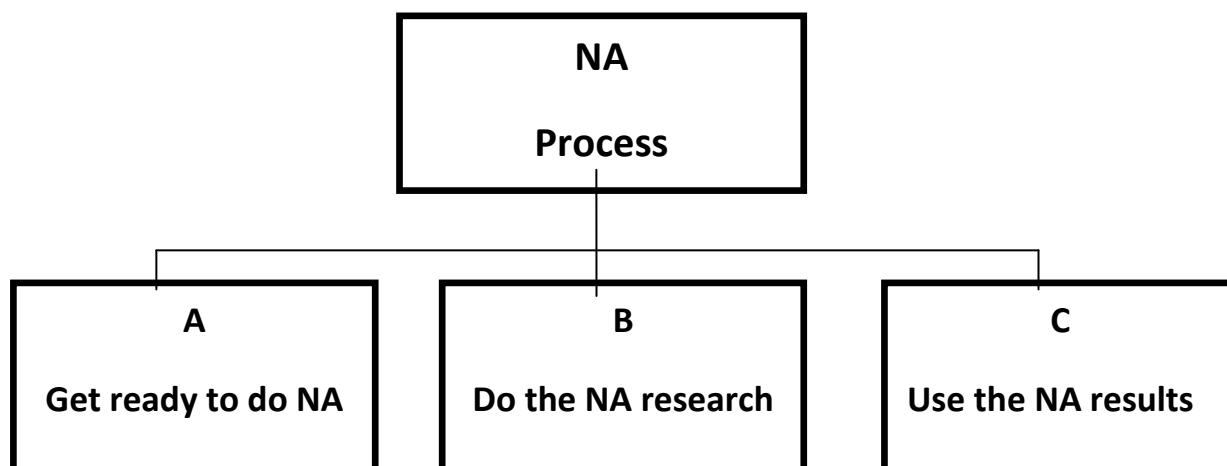 NA
Process
A
Get ready to do NA
B
Do the NA research
C
Use the NA results